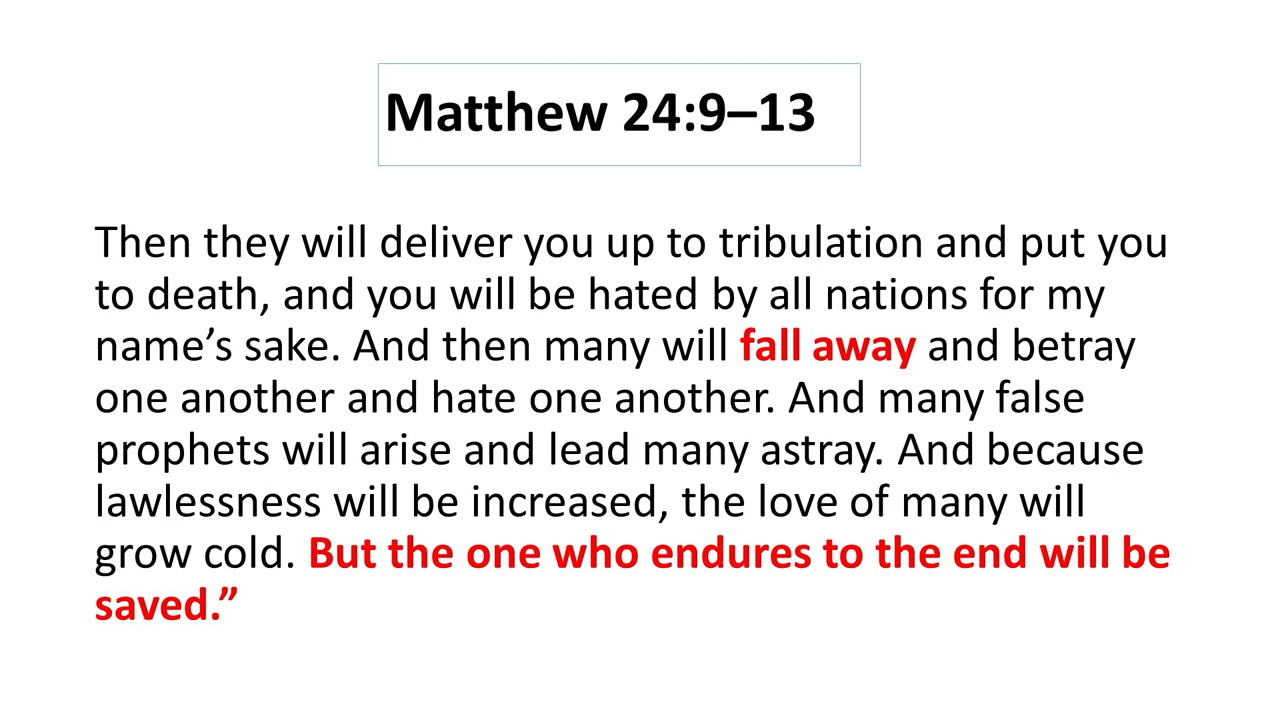 Matthew 24:9–13
Then they will deliver you up to tribulation and put you
to death, and you will be hated by all nations for my
name’s sake. And then many will fall away and betray
one another and hate one another. And many false
prophets will arise and lead many astray. And because
lawlessness will be increased, the love of many will
grow cold. But the one who endures to the end will be
saved.”